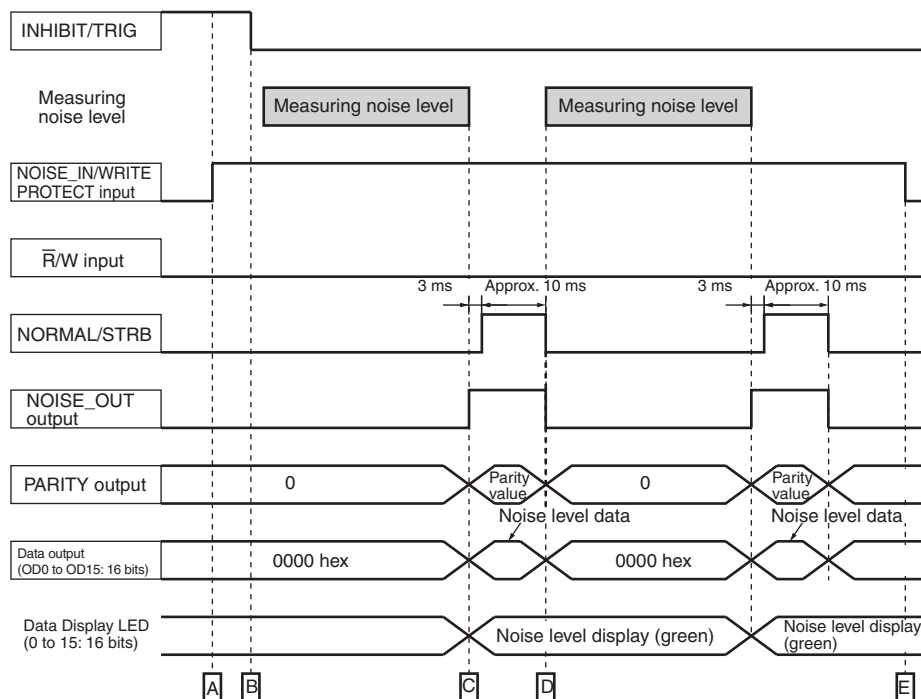 INHIBIT/TRIG
Measuring
noise level
Measuring noise level
Measuring noise level
NOISE_IN/WRITE
PROTECT input
R̅/W input
3 ms
Approx. 10 ms
3 ms
Approx. 10 ms
NORMAL/STRB
NOISE_OUT
output
PARITY output
0
Parity
value
0
Parity
value
Noise level data
Noise level data
Data output
(OD0 to OD15: 16 bits)
0000 hex
0000 hex
Data Display LED
(0 to 15: 16 bits)
Noise level display (green)
Noise level display
(green)
A
B
C
D
E